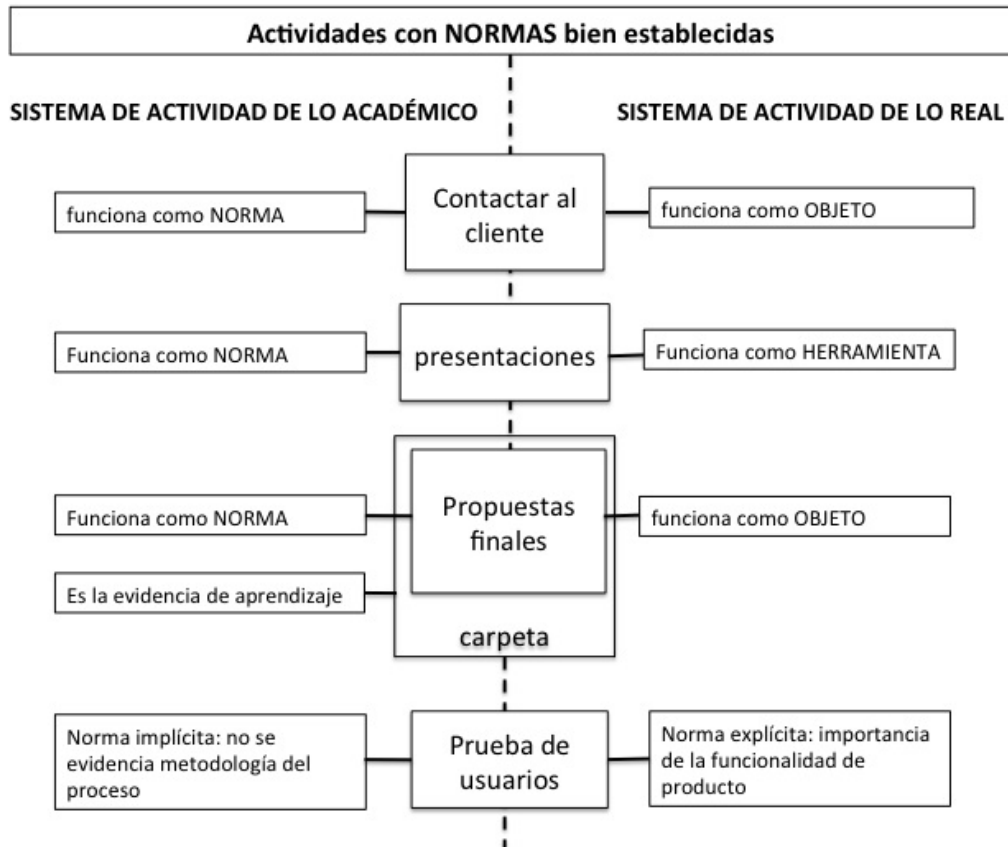 Actividades con NORMAS bien establecidas
SISTEMA DE ACTIVIDAD DE LO ACADÉMICO
SISTEMA DE ACTIVIDAD DE LO REAL
funciona como NORMA
Contactar al
cliente
funciona como OBJETO
Funciona como NORMA
presentaciones
Funciona como HERRAMIENTA
Funciona como NORMA
Propuestas
finales
funciona como OBJETO
Es la evidencia de aprendizaje
carpeta
Norma implícita: no se
evidencia metodología del
proceso
Prueba de
usuarios
Norma explícita: importancia
de la funcionalidad de
producto